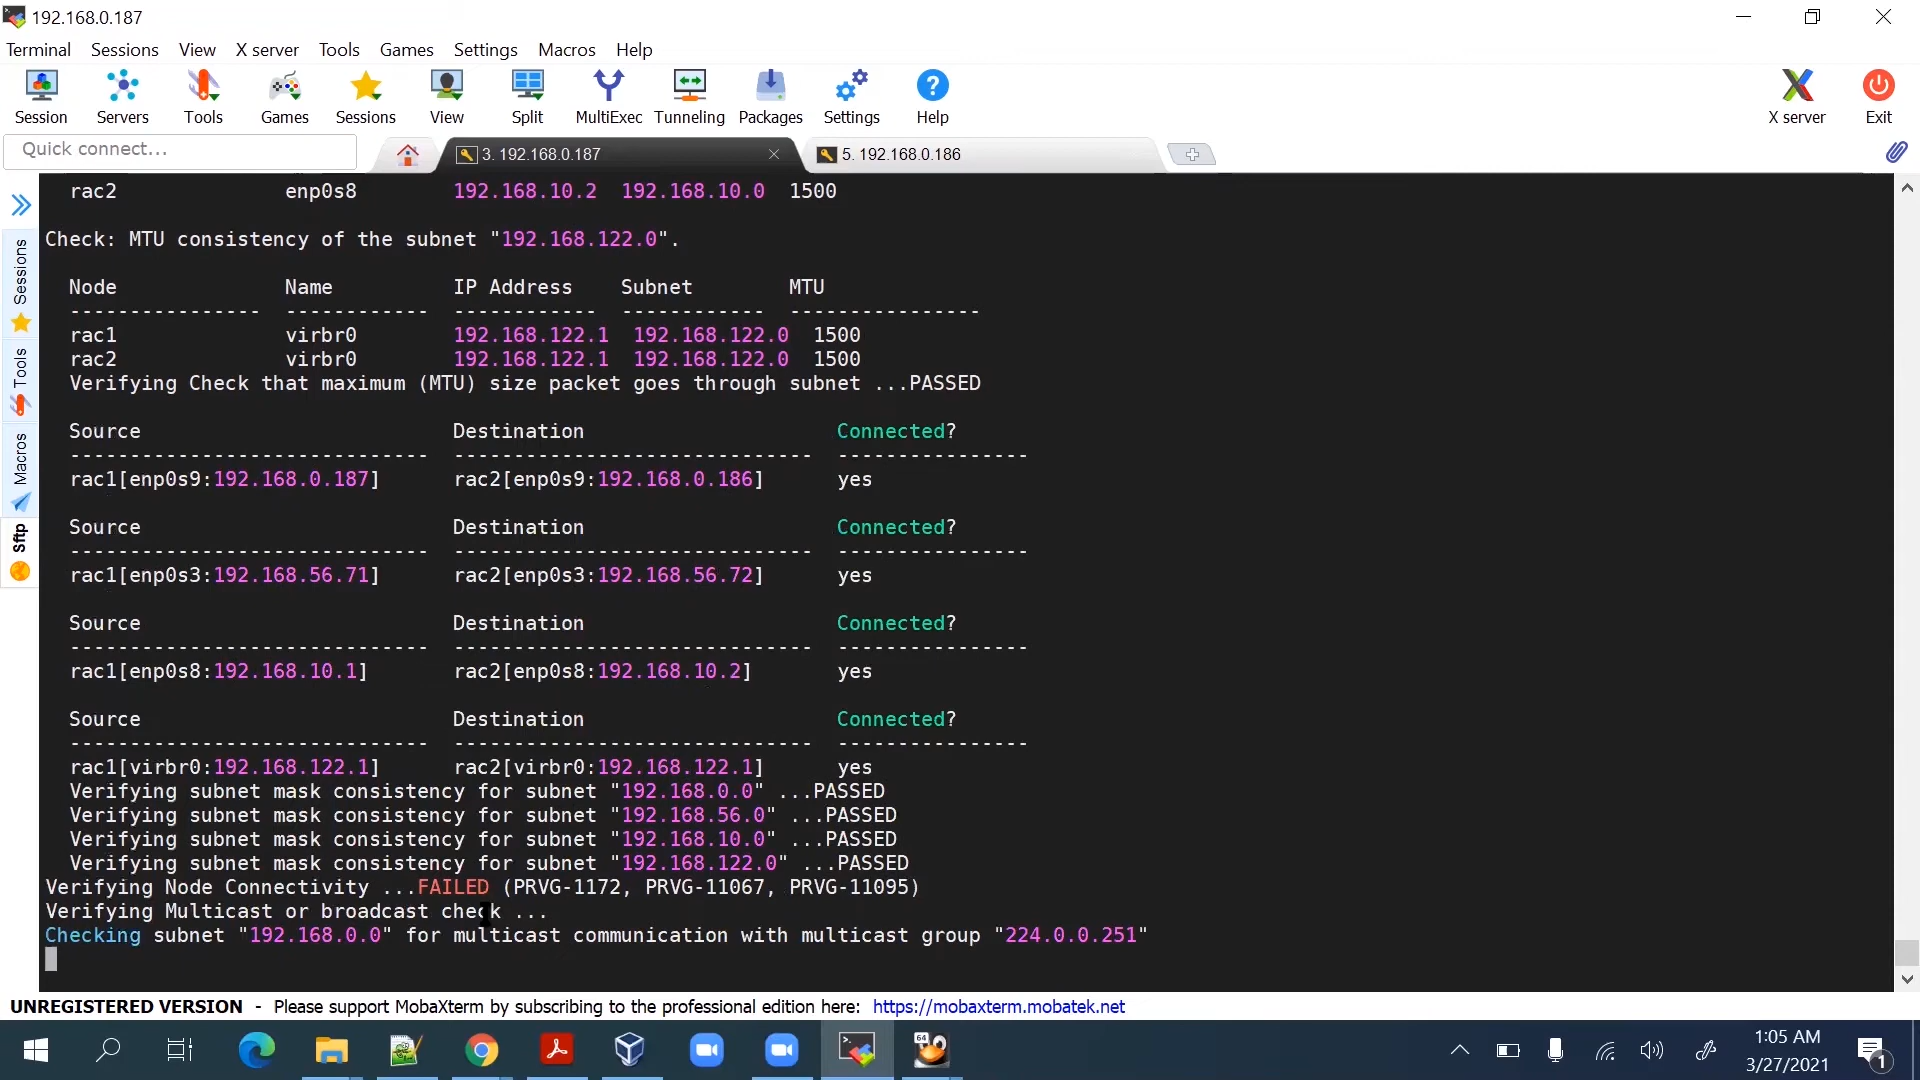 192.168.0.187
Terminal Sessions View X server Tools Games Settings Macros Help
Session Servers Tools Games Sessions View Split MultiExec Tunneling Packages Settings Help X server Exit
Quick connect... 3. 192.168.0.187 5. 192.168.0.186
Sessions
Tools
Macros
Sftp
rac2 enp0s8 192.168.10.2 192.168.10.0 1500
Check: MTU consistency of the subnet "192.168.122.0".
Node Name IP Address Subnet MTU
---------------- ------------ ------------ ------------ ----------------
rac1 virbr0 192.168.122.1 192.168.122.0 1500
rac2 virbr0 192.168.122.1 192.168.122.0 1500
Verifying Check that maximum (MTU) size packet goes through subnet ...PASSED
Source Destination Connected?
------------------------------ ------------------------------ ----------------
rac1[enp0s9:192.168.0.187] rac2[enp0s9:192.168.0.186] yes
Source Destination Connected?
------------------------------ ------------------------------ ----------------
rac1[enp0s3:192.168.56.71] rac2[enp0s3:192.168.56.72] yes
Source Destination Connected?
------------------------------ ------------------------------ ----------------
rac1[enp0s8:192.168.10.1] rac2[enp0s8:192.168.10.2] yes
Source Destination Connected?
------------------------------ ------------------------------ ----------------
rac1[virbr0:192.168.122.1] rac2[virbr0:192.168.122.1] yes
Verifying subnet mask consistency for subnet "192.168.0.0" ...PASSED
Verifying subnet mask consistency for subnet "192.168.56.0" ...PASSED
Verifying subnet mask consistency for subnet "192.168.10.0" ...PASSED
Verifying subnet mask consistency for subnet "192.168.122.0" ...PASSED
Verifying Node Connectivity ...FAILED (PRVG-1172, PRVG-11067, PRVG-11095)
Verifying Multicast or broadcast check ...
Checking subnet "192.168.0.0" for multicast communication with multicast group "224.0.0.251"
UNREGISTERED VERSION - Please support MobaXterm by subscribing to the professional edition here: https://mobaxterm.mobatek.net
64
1:05 AM
3/27/2021
1